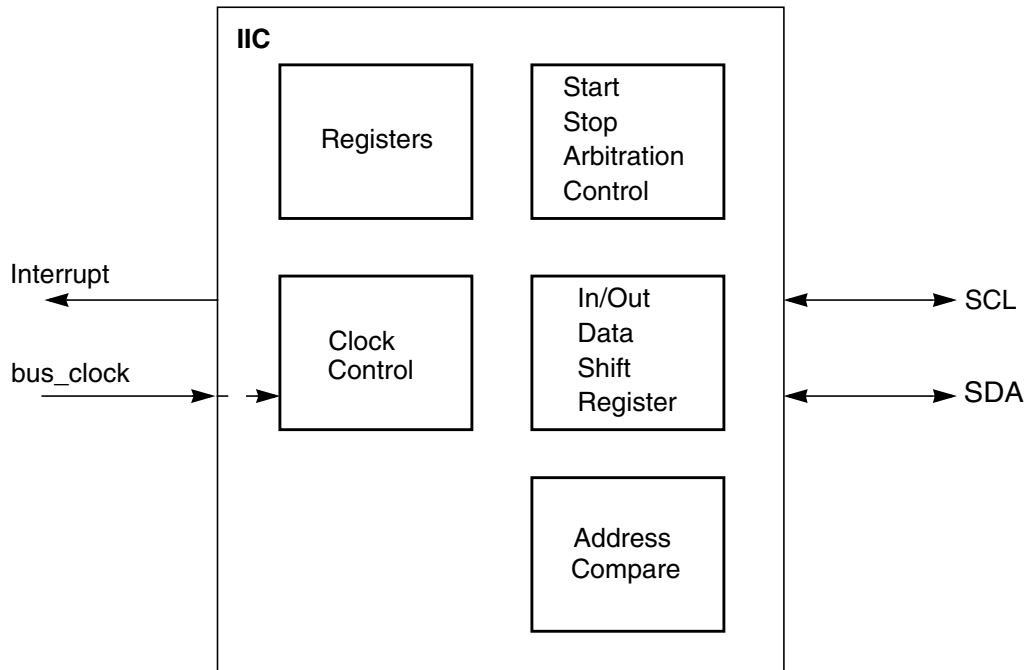 IIC
Registers
Start
Stop
Arbitration
Control
Interrupt
bus_clock
Clock
Control
In/Out
Data
Shift
Register
SCL
SDA
Address
Compare